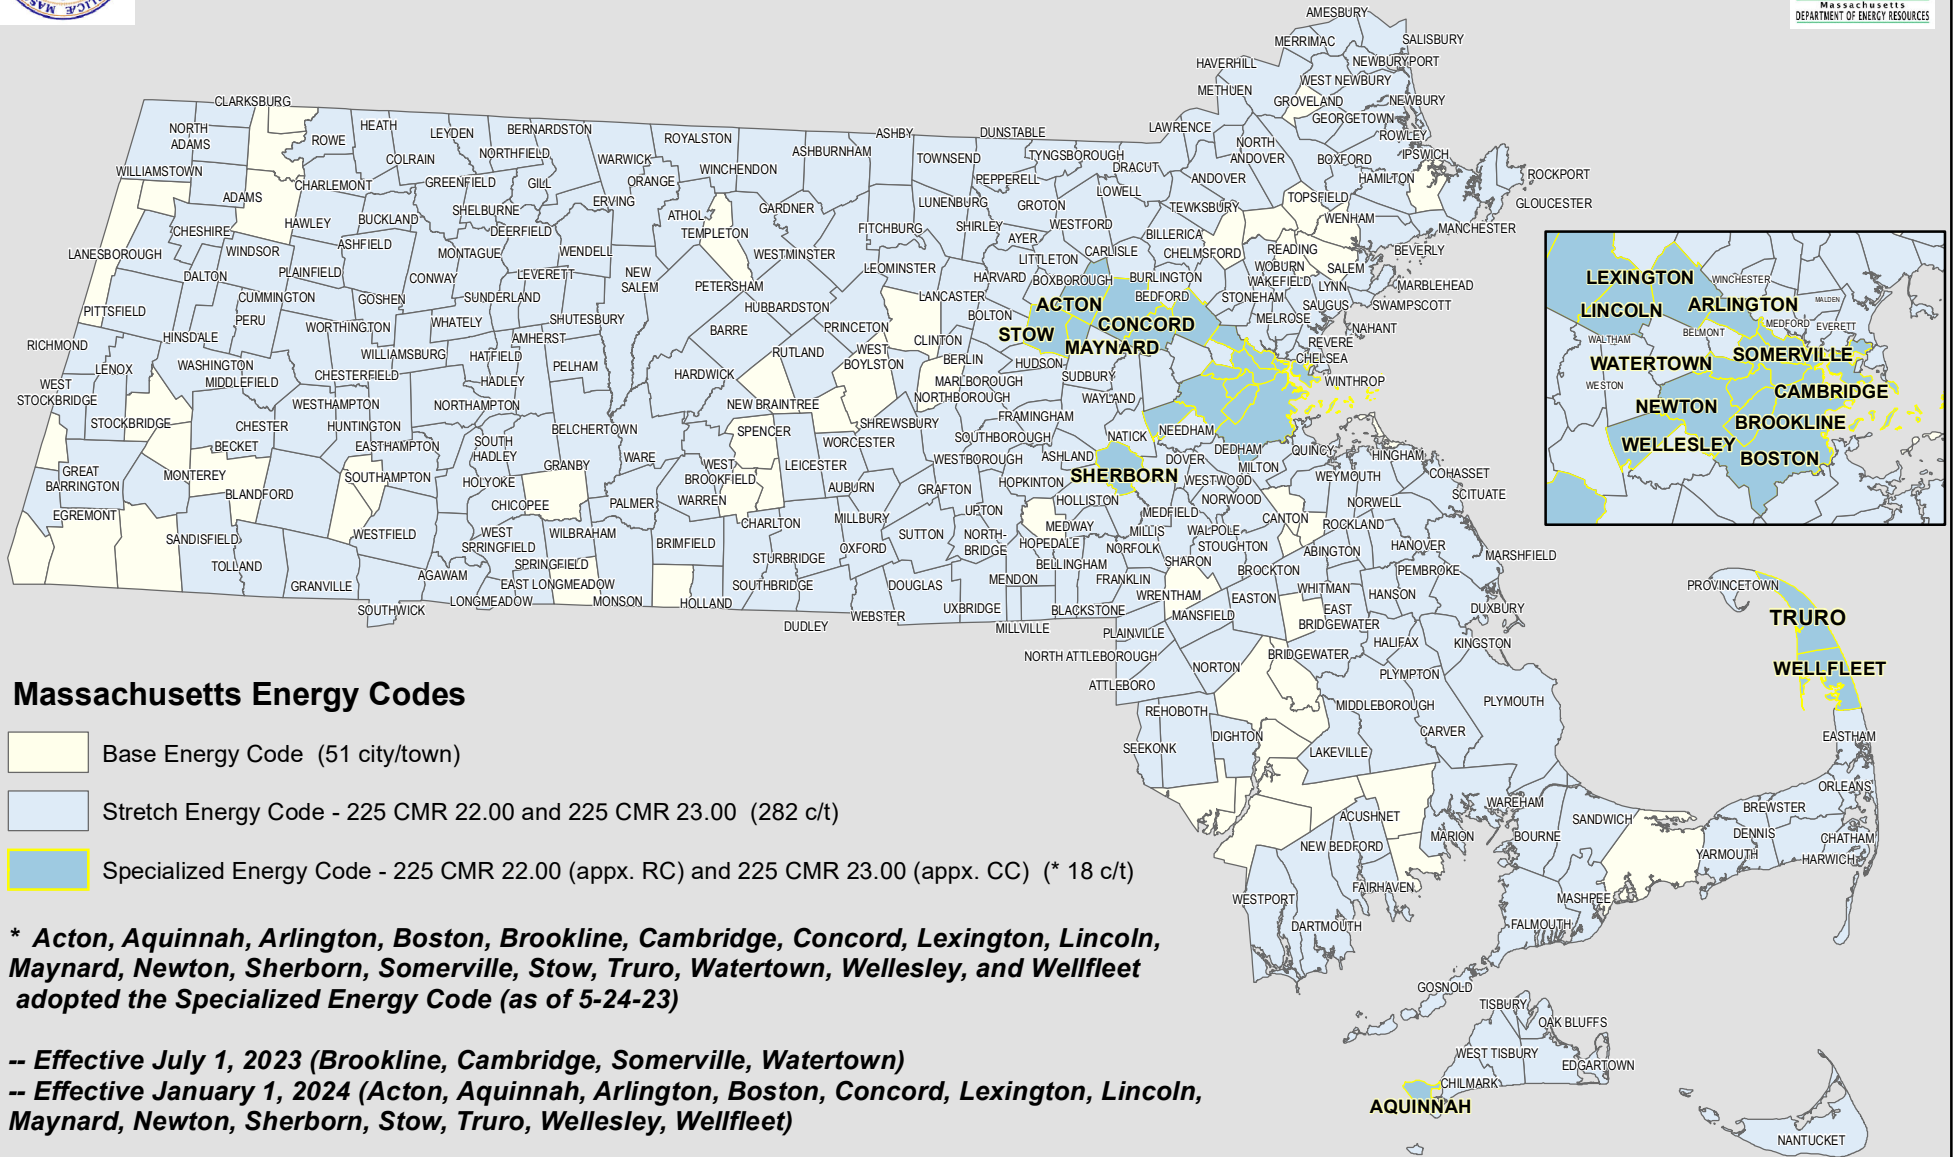 Massachusetts
DEPARTMENT OF ENERGY RESOURCES
AMESBURY
MERRIMAC
SALISBURY
HAVERHILL
NEWBURYPORT
WEST NEWBURY
METHUEN
GROVELAND
NEWBURY
GEORGETOWN
LAWRENCE
ROWLEY
CLARKSBURG
NORTH
ADAMS
ROWE
HEATH
LEYDEN
BERNARDSTON
ROYALSTON
ASHBY
DUNSTABLE
NORTH
ANDOVER
BOXFORD
IPSWICH
WILLIAMSTOWN
COLRAIN
NORTHFIELD
WARWICK
WINCHENDON
ASHBURNHAM
TOWNSEND
TYNGSBOROUGH
DRACUT
ANDOVER
HAMILTON
ROCKPORT
ADAMS
CHARLEMONT
GREENFIELD
GILL
ORANGE
PEPPERELL
LOWELL
TOPSFIELD
GLOUCESTER
CHESHIRE
HAWLEY
BUCKLAND
SHELBURNE
DEERFIELD
ERVING
ATHOL
TEMPLETON
GARDNER
FITCHBURG
LUNENBURG
SHIRLEY
GROTON
WESTFORD
TEWKSBURY
WENHAM
MANCHESTER
LANESBOROUGH
WINDSOR
ASHFIELD
MONTAGUE
WENDELL
WESTMINSTER
AYER
LITTLETON
CARLISLE
BILLERICA
CHELMSFORD
READING
BEVERLY
DALTON
PLAINFIELD
CONWAY
LEVERETT
NEW
SALEM
PETERSHAM
LEOMINSTER
HARVARD
BOXBOROUGH
BURLINGTON
WOBURN
WAKEFIELD
SALEM
LYNN
MARBLEHEAD
PITTSFIELD
CUMMINGTON
GOSHEN
SUNDERLAND
SHUTESBURY
HUBBARDSTON
LANCASTER
BOLTON
ACTON
BEDFORD
STONEHAM
SAUGUS
SWAMPSCOTT
HINSDALE
PERU
WORTHINGTON
WHATELY
AMHERST
BARRE
PRINCETON
CLINTON
STOW
CONCORD
MAYNARD
MELROSE
NAHANT
REVERE
CHELSEA
RICHMOND
LENOX
WASHINGTON
MIDDLEFIELD
WILLIAMSBURG
CHESTERFIELD
HATFIELD
HADLEY
PELHAM
HARDWICK
RUTLAND
WEST
BOYLSTON
BERLIN
HUDSON
SUDBURY
WINTHROP
WEST
STOCKBRIDGE
STOCKBRIDGE
WESTHAMPTON
NORTHAMPTON
NEW BRAINTREE
MARLBOROUGH
NORTHBOROUGH
WAYLAND
CHESTER
HUNTINGTON
BELCHERTOWN
SPENCER
SHREWSBURY
FRAMINGHAM
NEEDHAM
BECKET
EASTHAMPTON
SOUTH
HADLEY
WARE
WORCESTER
SOUTHBOROUGH
NATICK
DEDHAM
QUINCY
GREAT
BARRINGTON
MONTEREY
SOUTHAMPTON
GRANBY
WEST
BROOKFIELD
LEICESTER
WESTBOROUGH
ASHLAND
DOVER
MILTON
HINGHAM
BLANDFORD
HOLYOKE
WARREN
AUBURN
GRAFTON
HOPKINTON
SHERBORN
WESTWOOD
WEYMOUTH
COHASSET
EGREMONT
CHICOPEE
PALMER
HOLLISTON
NORWOOD
NORWELL
SCITUATE
SANDISFIELD
WESTFIELD
WEST
SPRINGFIELD
WILBRAHAM
BRIMFIELD
CHARLTON
MILLBURY
UPTON
MEDWAY
MEDFIELD
CANTON
ROCKLAND
STURBRIDGE
OXFORD
SUTTON
NORTH-
BRIDGE
HOPEDALE
MILLIS
NORFOLK
WALPOLE
STOUGHTON
ABINGTON
HANOVER
MARSHFIELD
TOLLAND
SPRINGFIELD
BELLINGHAM
SHARON
BROCKTON
PEMBROKE
GRANVILLE
AGAWAM
EAST LONGMEADOW
SOUTHBRIDGE
DOUGLAS
MENDON
FRANKLIN
WRENTHAM
EASTON
WHITMAN
HANSON
SOUTHWICK
LONGMEADOW
MONSON
HOLLAND
DUDLEY
WEBSTER
UXBRIDGE
MILLVILLE
BLACKSTONE
PLAINVILLE
MANSFIELD
EAST
BRIDGEWATER
DUXBURY
NORTH ATTLEBOROUGH
BRIDGEWATER
HALIFAX
KINGSTON
NORTON
PLYMPTON
ATTLEBORO
REHOBOTH
MIDDLEBOROUGH
PLYMOUTH
SEEKONK
DIGHTON
CARVER
LAKEVILLE
WAREHAM
ACUSHNET
MARION
BOURNE
SANDWICH
NEW BEDFORD
FAIRHAVEN
WESTPORT
DARTMOUTH
MASHPEE
FALMOUTH
YARMOUTH
DENNIS
BREWSTER
HARWICH
CHATHAM
ORLEANS
EASTHAM
WELLFLEET
TRURO
PROVINCETOWN
GOSNOLD
TISBURY
OAK BLUFFS
WEST TISBURY
EDGARTOWN
CHILMARK
AQUINNAH
NANTUCKET
LEXINGTON
WINCHESTER
LINCOLN
ARLINGTON
MALDEN
WALTHAM
BELMONT
MEDFORD
EVERETT
WATERTOWN
SOMERVILLE
WESTON
CAMBRIDGE
NEWTON
BROOKLINE
WELLESLEY
BOSTON
Massachusetts Energy Codes
Base Energy Code (51 city/town)
Stretch Energy Code - 225 CMR 22.00 and 225 CMR 23.00 (282 c/t)
Specialized Energy Code - 225 CMR 22.00 (appx. RC) and 225 CMR 23.00 (appx. CC) (* 18 c/t)
* Acton, Aquinnah, Arlington, Boston, Brookline, Cambridge, Concord, Lexington, Lincoln,
Maynard, Newton, Sherborn, Somerville, Stow, Truro, Watertown, Wellesley, and Wellfleet
adopted the Specialized Energy Code (as of 5-24-23)
-- Effective July 1, 2023 (Brookline, Cambridge, Somerville, Watertown)
-- Effective January 1, 2024 (Acton, Aquinnah, Arlington, Boston, Concord, Lexington, Lincoln,
Maynard, Newton, Sherborn, Stow, Truro, Wellesley, Wellfleet)